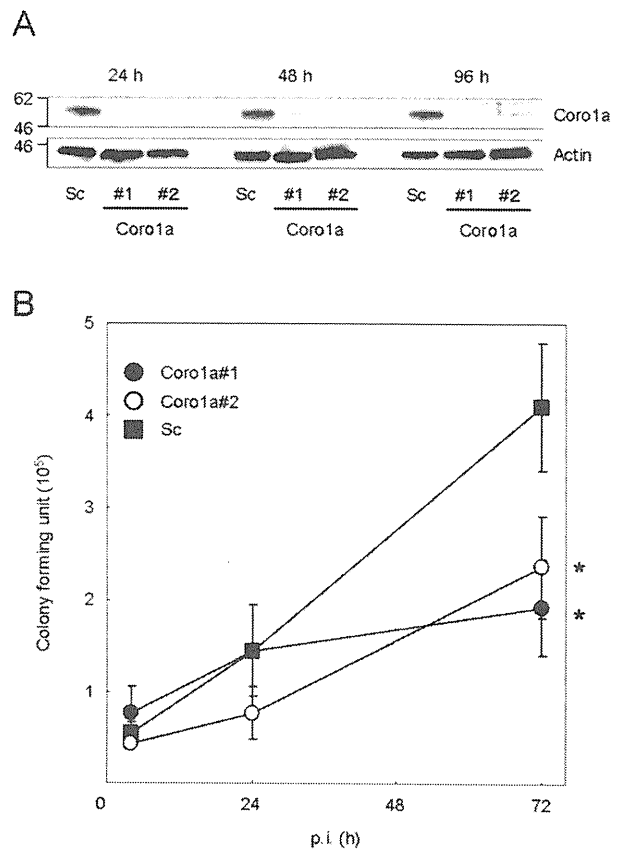 A
24 h 48 h 96 h
62
46
Coro1a
46
Actin
Sc #1 #2 Sc #1 #2 Sc #1 #2
Coro1a Coro1a Coro1a
B
5
Coro1a#1
Coro1a#2
4
Sc
3
Colony forming unit (10⁵)
*
2
*
1
0 24 48 72
p.i. (h)